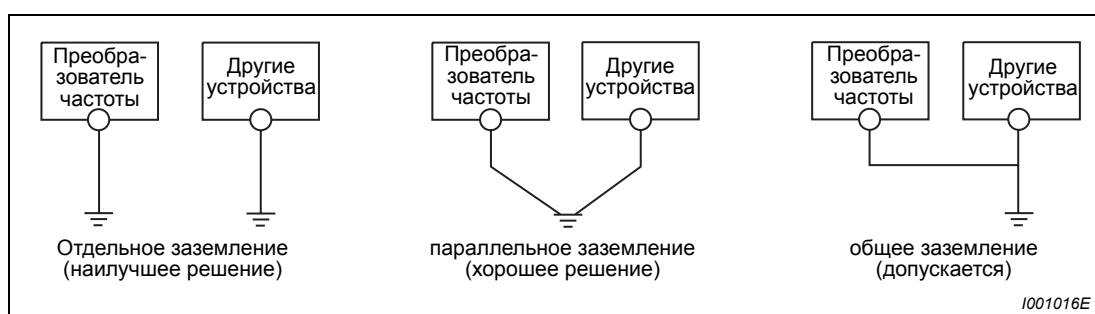 Преобра-
зователь
частоты
Другие
устройства
Отдельное заземление
(наилучшее решение)
Преобра-
зователь
частоты
Другие
устройства
параллельное заземление
(хорошее решение)
Преобра-
зователь
частоты
Другие
устройства
общее заземление
(допускается)
I001016E